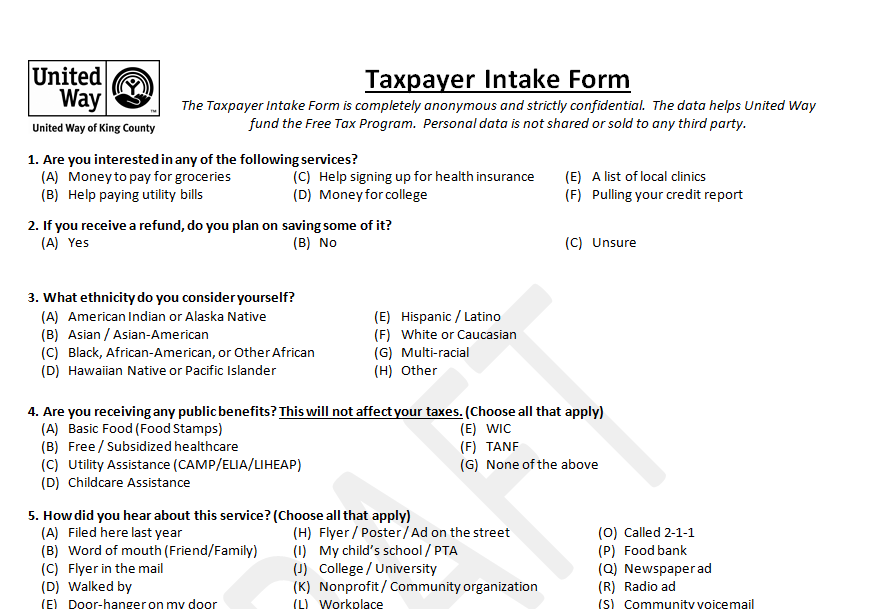 United
Way
TM
United Way of King County
Taxpayer Intake Form
The Taxpayer Intake Form is completely anonymous and strictly confidential. The data helps United Way
fund the Free Tax Program. Personal data is not shared or sold to any third party.
1. Are you interested in any of the following services?
(A) Money to pay for groceries (C) Help signing up for health insurance (E) A list of local clinics
(B) Help paying utility bills (D) Money for college (F) Pulling your credit report
2. If you receive a refund, do you plan on saving some of it?
(A) Yes (B) No (C) Unsure
3. What ethnicity do you consider yourself?
(A) American Indian or Alaska Native (E) Hispanic / Latino
(B) Asian / Asian-American (F) White or Caucasian
(C) Black, African-American, or Other African (G) Multi-racial
(D) Hawaiian Native or Pacific Islander (H) Other
4. Are you receiving any public benefits? This will not affect your taxes. (Choose all that apply)
(A) Basic Food (Food Stamps) (E) WIC
(B) Free / Subsidized healthcare (F) TANF
(C) Utility Assistance (CAMP/ELIA/LIHEAP) (G) None of the above
(D) Childcare Assistance
5. How did you hear about this service? (Choose all that apply)
(A) Filed here last year (H) Flyer / Poster / Ad on the street (O) Called 2-1-1
(B) Word of mouth (Friend/Family) (I) My child's school / PTA (P) Food bank
(C) Flyer in the mail (J) College / University (Q) Newspaper ad
(D) Walked by (K) Nonprofit / Community organization (R) Radio ad
(E) Door-hanger on my door (L) Workplace (S) Community voicemail
DRAFT